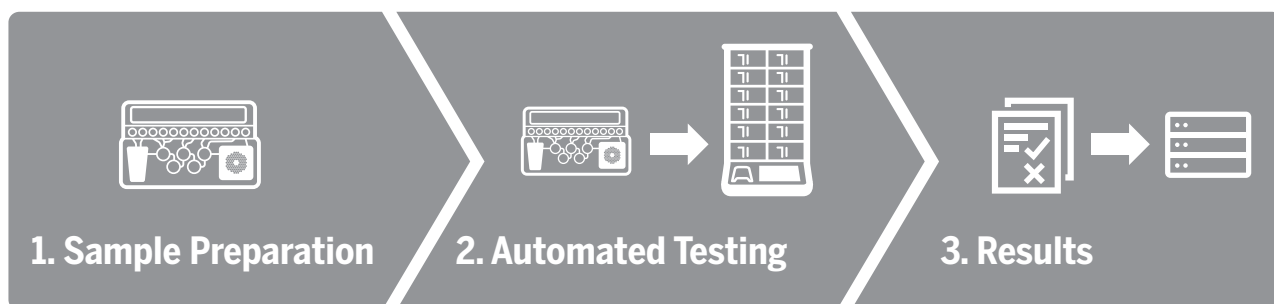 1. Sample Preparation
2. Automated Testing
3. Results